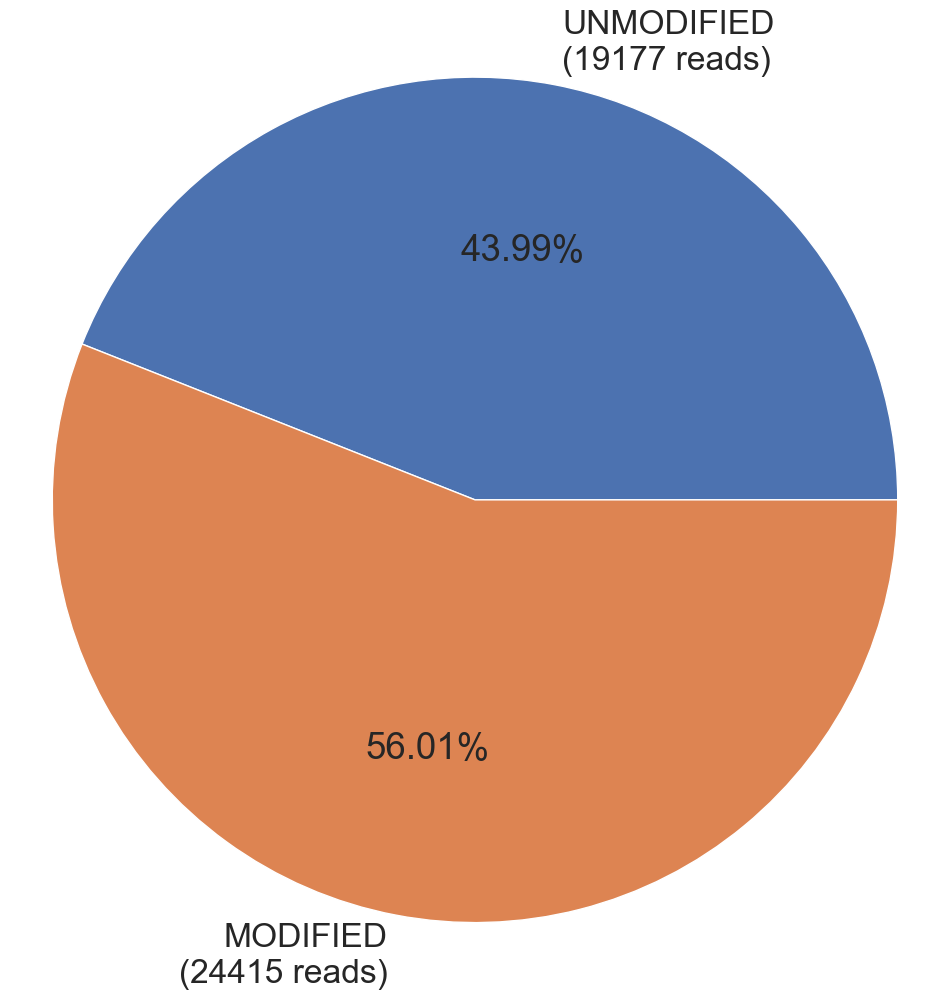 UNMODIFIED
(19177 reads)
43.99%
56.01%
MODIFIED
(24415 reads)